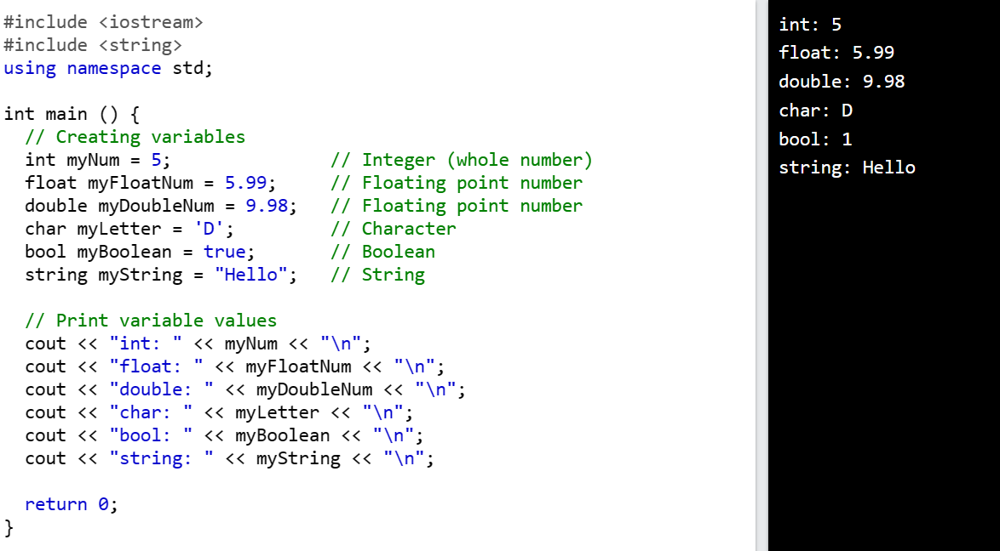 #include <iostream>
#include <string>
using namespace std;

int main () {
  // Creating variables
  int myNum = 5;               // Integer (whole number)
  float myFloatNum = 5.99;     // Floating point number
  double myDoubleNum = 9.98;   // Floating point number
  char myLetter = 'D';         // Character
  bool myBoolean = true;       // Boolean
  string myString = "Hello";   // String

  // Print variable values
  cout << "int: " << myNum << "\n";
  cout << "float: " << myFloatNum << "\n";
  cout << "double: " << myDoubleNum << "\n";
  cout << "char: " << myLetter << "\n";
  cout << "bool: " << myBoolean << "\n";
  cout << "string: " << myString << "\n";

  return 0;
}
int: 5
float: 5.99
double: 9.98
char: D
bool: 1
string: Hello